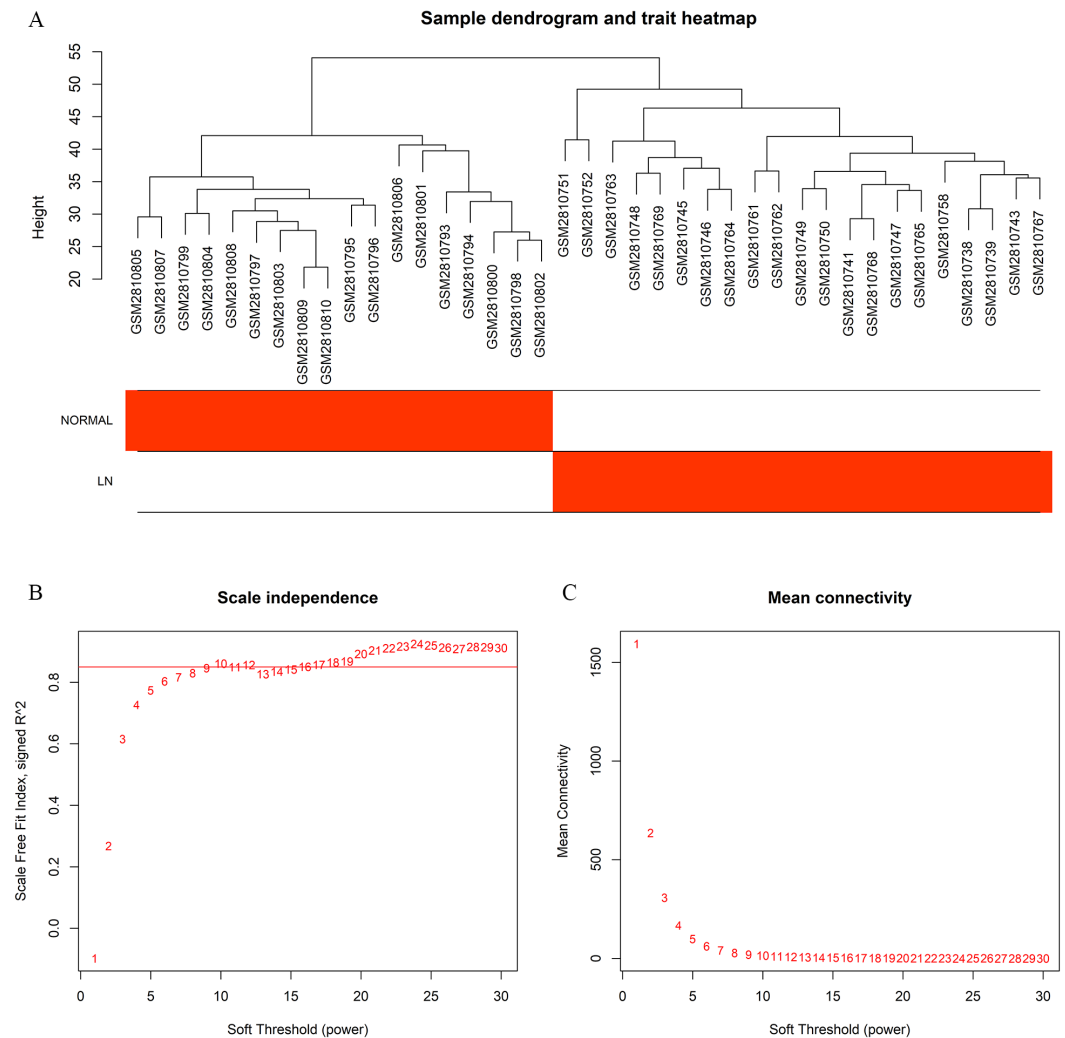 A
Sample dendrogram and trait heatmap
Height
55
50
45
40
35
30
25
20
GSM2810805
GSM2810807
GSM2810799
GSM2810804
GSM2810808
GSM2810797
GSM2810803
GSM2810809
GSM2810810
GSM2810795
GSM2810796
GSM2810806
GSM2810801
GSM2810793
GSM2810794
GSM2810800
GSM2810798
GSM2810802
GSM2810751
GSM2810752
GSM2810763
GSM2810748
GSM2810769
GSM2810745
GSM2810746
GSM2810764
GSM2810761
GSM2810762
GSM2810749
GSM2810750
GSM2810741
GSM2810768
GSM2810747
GSM2810765
GSM2810758
GSM2810738
GSM2810739
GSM2810743
GSM2810767
NORMAL
LN
B
Scale independence
Scale Free Fit Index, signed R^2
0.8
0.6
0.4
0.2
0.0
1 2 3 4 5 6 7 8 9 10 11 12 13 14 15 16 17 18 19 20 21 22 23 24 25 26 27 28 29 30
0 5 10 15 20 25 30
Soft Threshold (power)
C
Mean connectivity
Mean Connectivity
1500
1000
500
0
1 2 3 4 5 6 7 8 9 10 11 12 13 14 15 16 17 18 19 20 21 22 23 24 25 26 27 28 29 30
0 5 10 15 20 25 30
Soft Threshold (power)